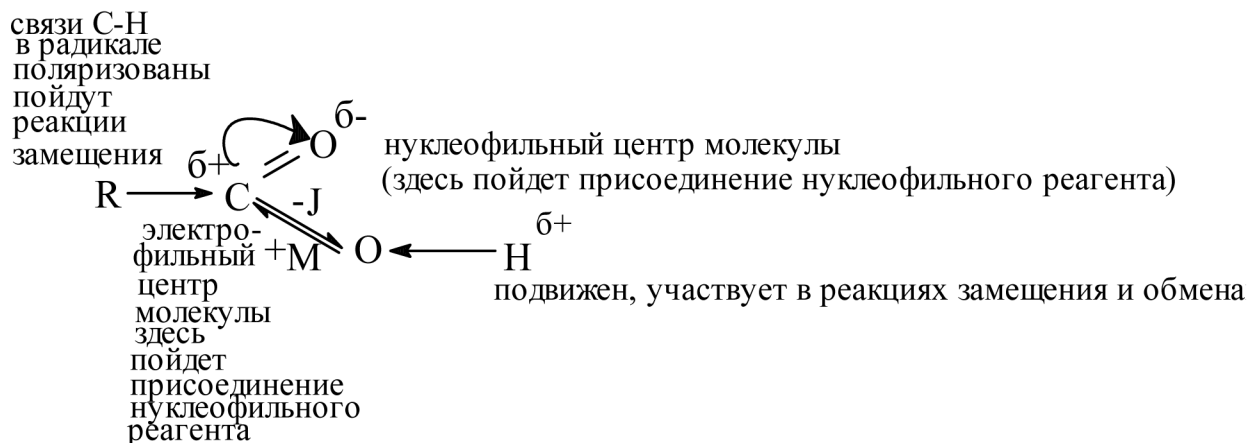 связи С-Н
в радикале
поляризованы
пойдут
реакции
замещения
б+
O
б-
нуклеофильный центр молекулы
(здесь пойдет присоединение нуклеофильного реагента)
R
C
-J
+М
O
H
б+
подвижен, участвует в реакциях замещения и обмена
электро-
фильный
центр
молекулы
здесь
пойдет
присоединение
нуклеофильного
реагента